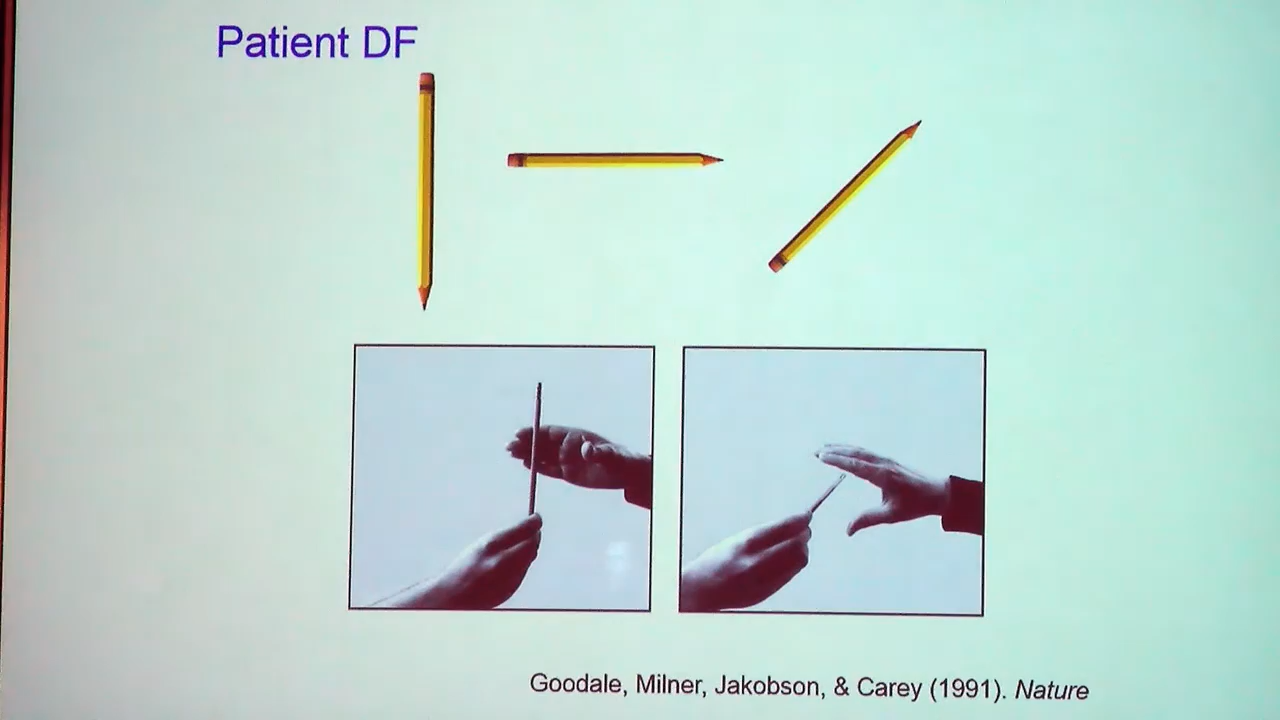 Patient DF
Goodale, Milner, Jakobson, & Carey (1991). Nature